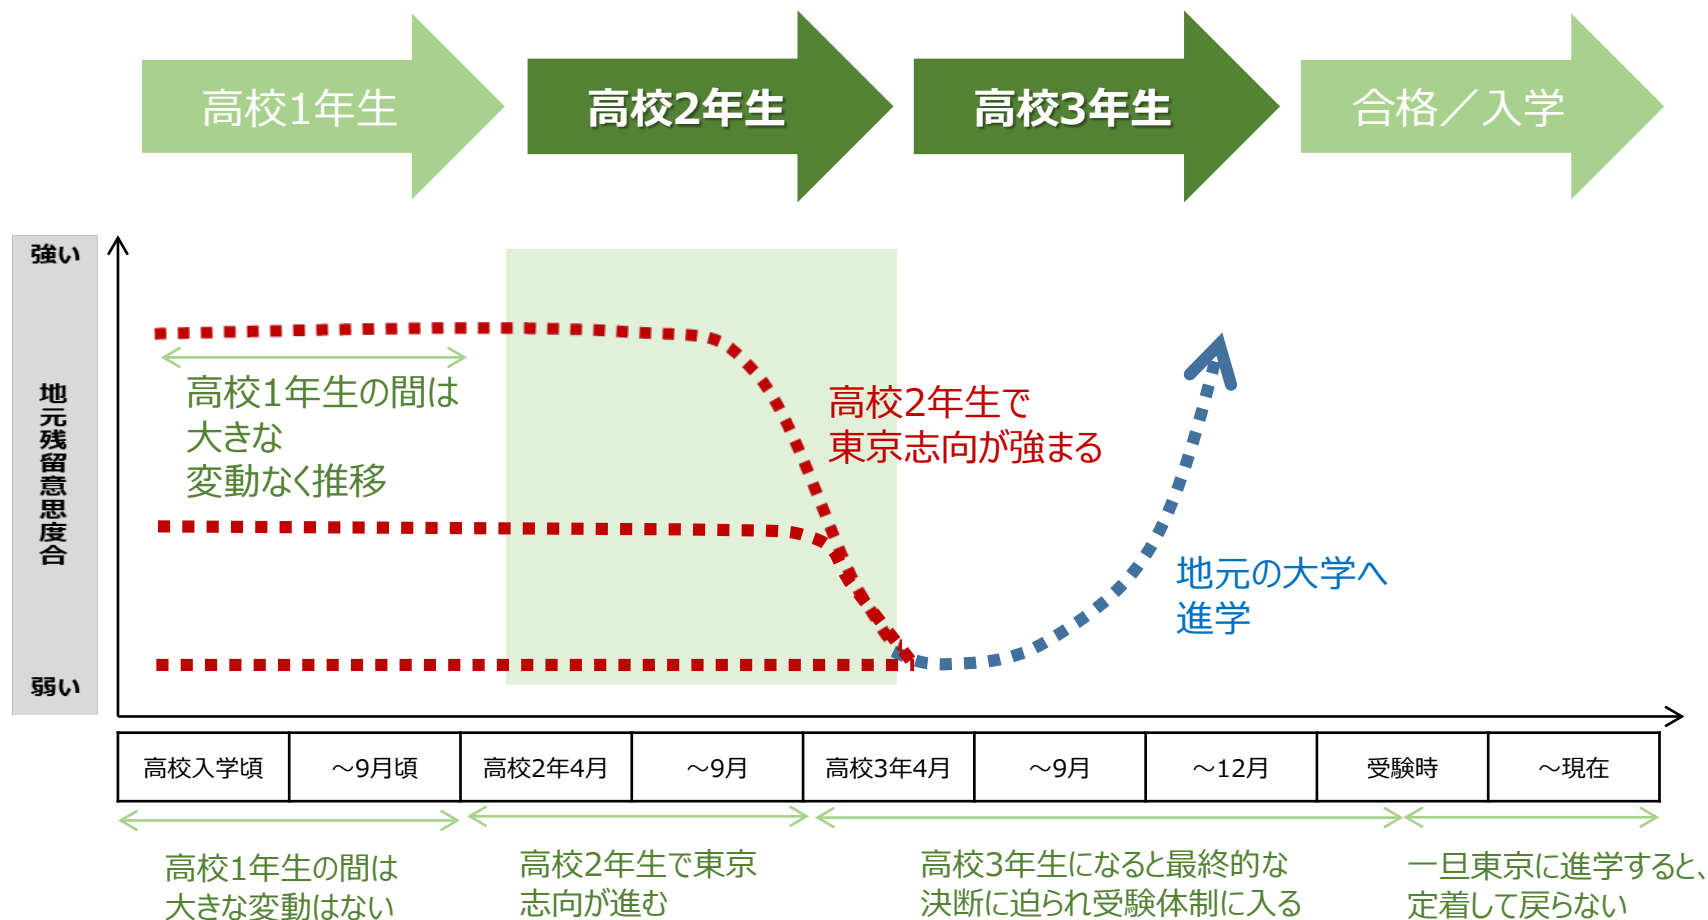 高校1年生
高校2年生
高校3年生
合格／入学
強い
地元残留意思度合
弱い
高校1年生の間は
大きな
変動なく推移
高校2年生で
東京志向が強まる
地元の大学へ
進学
高校入学頃
～9月頃
高校2年4月
～9月
高校3年4月
～9月
～12月
受験時
～現在
高校1年生の間は
大きな変動はない
高校2年生で東京
志向が進む
高校3年生になると最終的な
決断に迫られ受験体制に入る
一旦東京に進学すると、
定着して戻らない